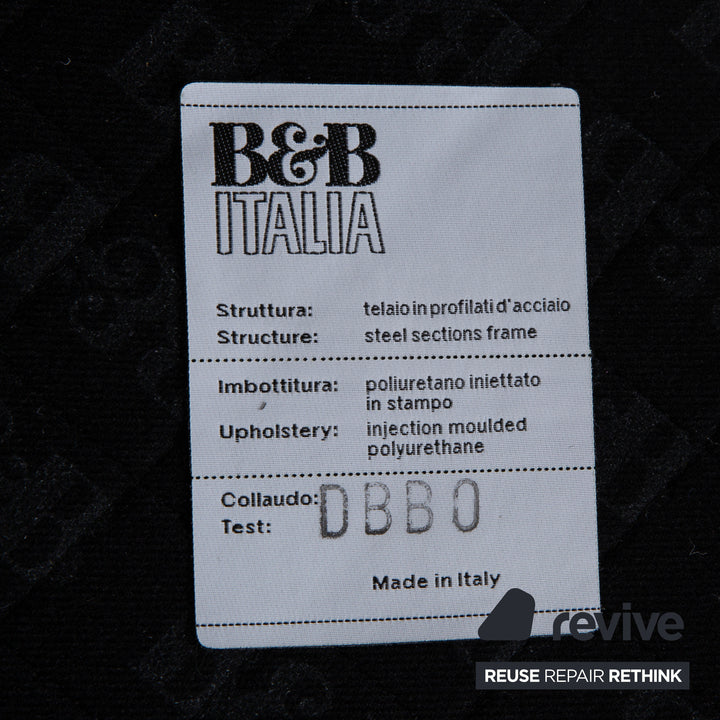 B&B
ITALIA
Struttura: telaio in profilati d'acciaio
Structure: steel sections frame
Imbottitura: poliuretano iniettato
in stampo
Upholstery: injection moulded
polyurethane
Collaudo:
Test: DBBO
Made in Italy
revive
REUSE REPAIR RETHINK